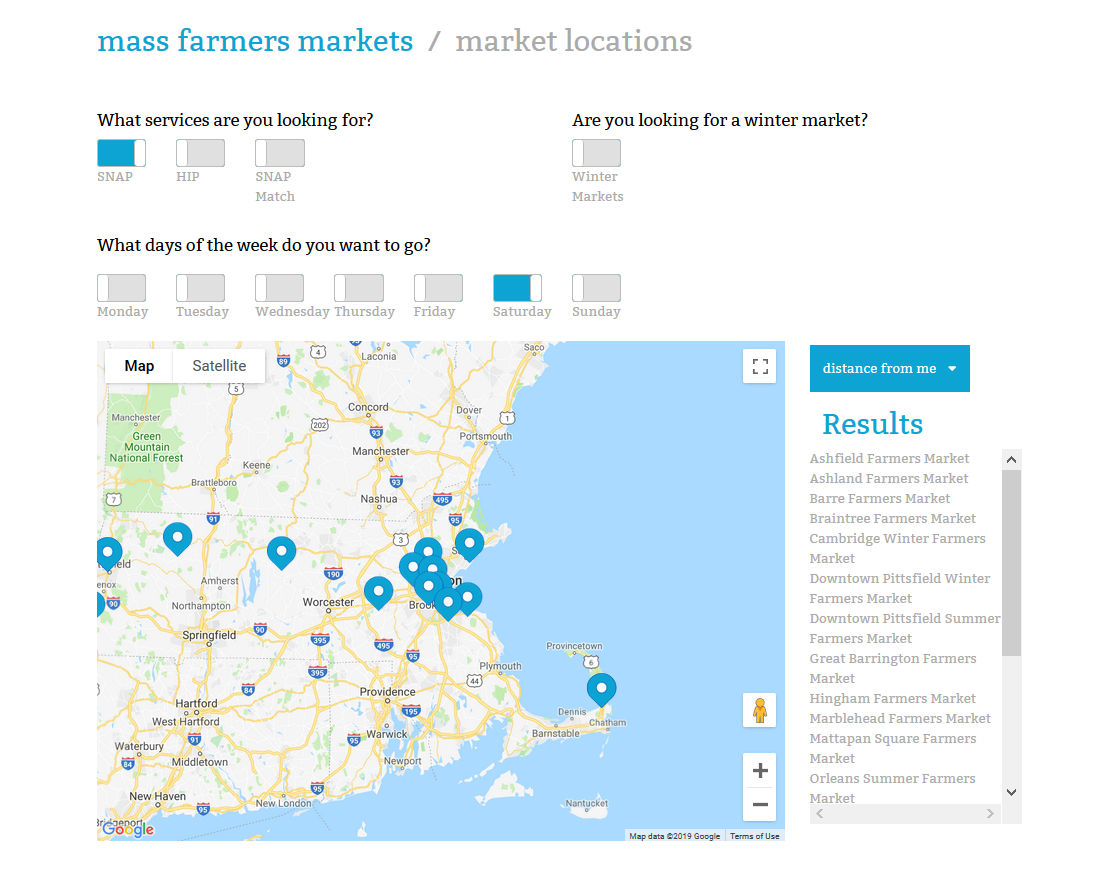 mass farmers markets / market locations
What services are you looking for?
Are you looking for a winter market?
SNAP
HIP
SNAP
Match
Winter
Markets
What days of the week do you want to go?
Monday
Tuesday
Wednesday
Thursday
Friday
Saturday
Sunday
Map
Satellite
distance from me
Results
Ashfield Farmers Market
Ashland Farmers Market
Barre Farmers Market
Braintree Farmers Market
Cambridge Winter Farmers
Market
Downtown Pittsfield Winter
Farmers Market
Downtown Pittsfield Summer
Farmers Market
Great Barrington Farmers
Market
Hingham Farmers Market
Marblehead Farmers Market
Mattapan Square Farmers
Market
Orleans Summer Farmers
Market
Saco
4
89
Laconia
5
Concord
Dover
1
Manchester
202
93
Portsmouth
Green
Mountain
National Forest
Manchester
Keene
Brattleboro
93
Nashua
495
7
91
95
3
190
Amherst
90
Worcester
Northampton
Springfield
90
395
495
95
Provincetown
6
Plymouth
44
395
84
Providence
Hartford
West Hartford
195
Dennis
Chatham
Barnstable
Warwick
91
95
Waterbury
84
Middletown
Newport
New Haven
95
New London
95
Nantucket
Google
Map data ©2019 Google
Terms of Use